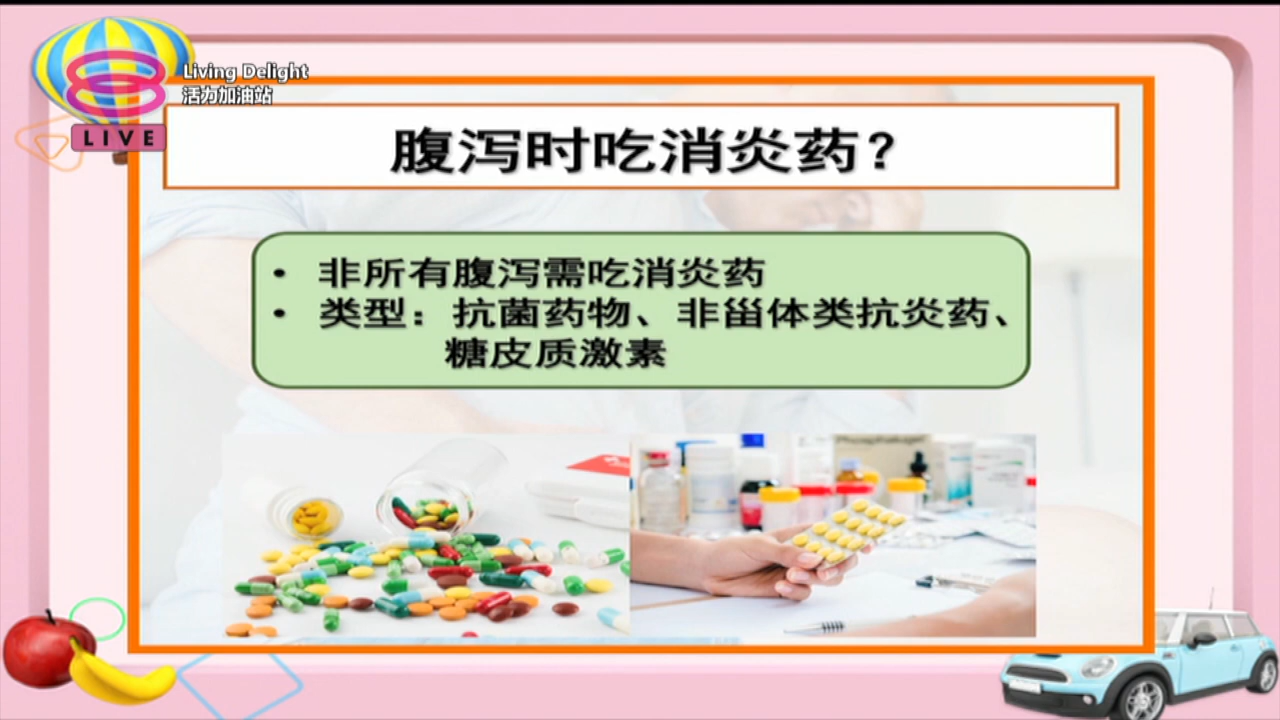 Living Delight
活力加油站
LIVE
腹泻时吃消炎药?
• 非所有腹泻需吃消炎药
• 类型：抗菌药物、非甾体类抗炎药、
糖皮质激素